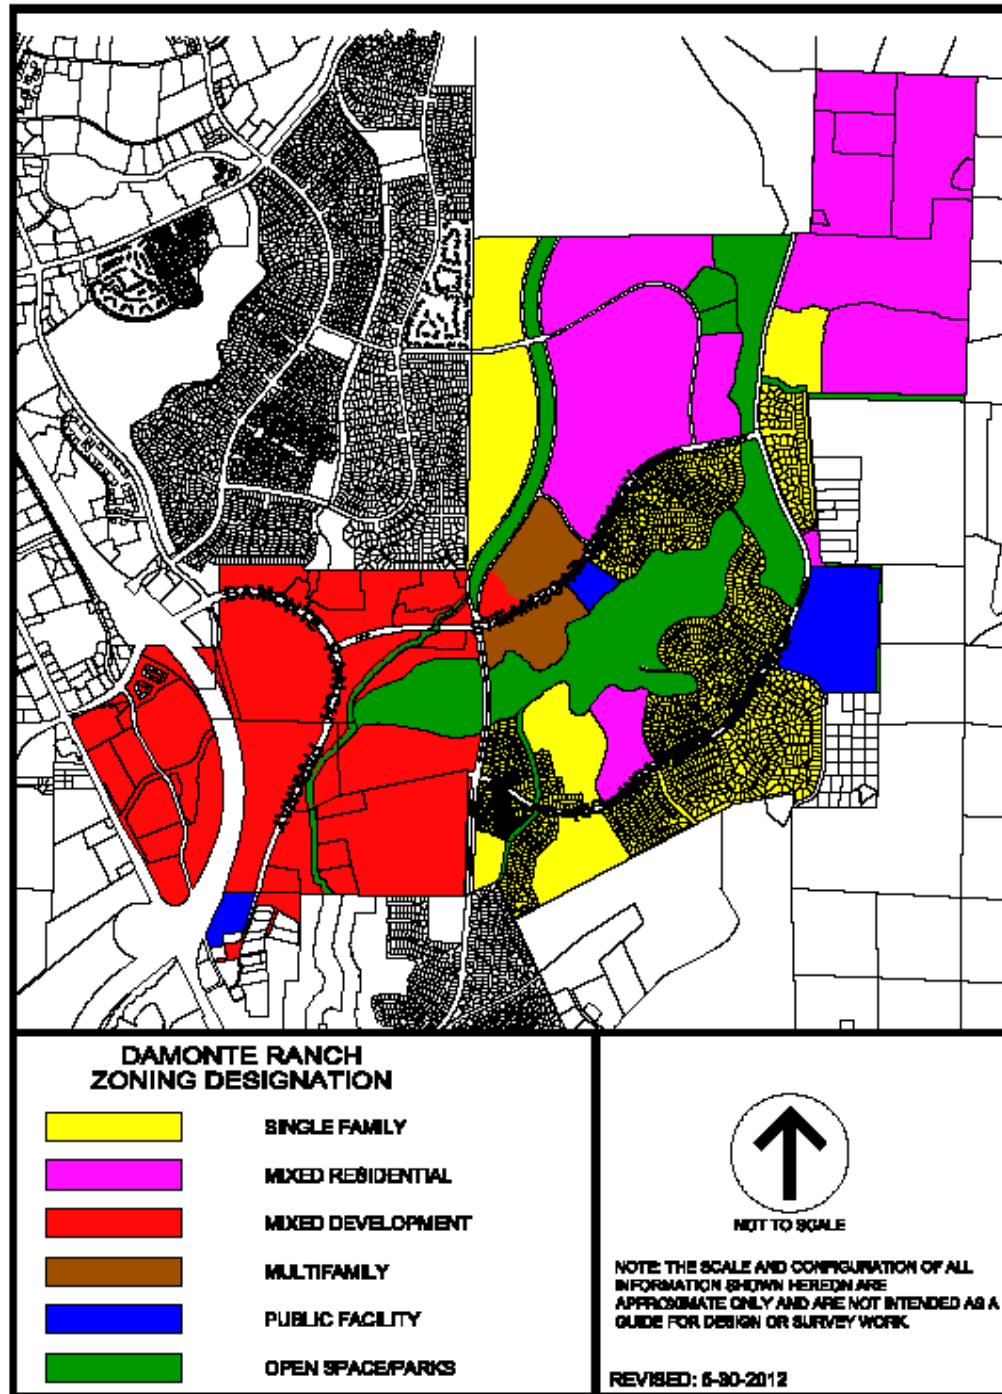 DAMONTE
RANCH
DAMONTE RANCH
ZONING DESIGNATION
SINGLE FAMILY
MIXED RESIDENTIAL
MIXED DEVELOPMENT
MULTIFAMILY
PUBLIC FACILITY
OPEN SPACE/PARKS
NOT TO SCALE
NOTE: THE SCALE AND CONFIGURATION OF ALL
INFORMATION SHOWN HEREON ARE
APPROXIMATE ONLY AND ARE NOT INTENDED AS A
GUIDE FOR DESIGN OR SURVEY WORK.
REVISED: 5-30-2012